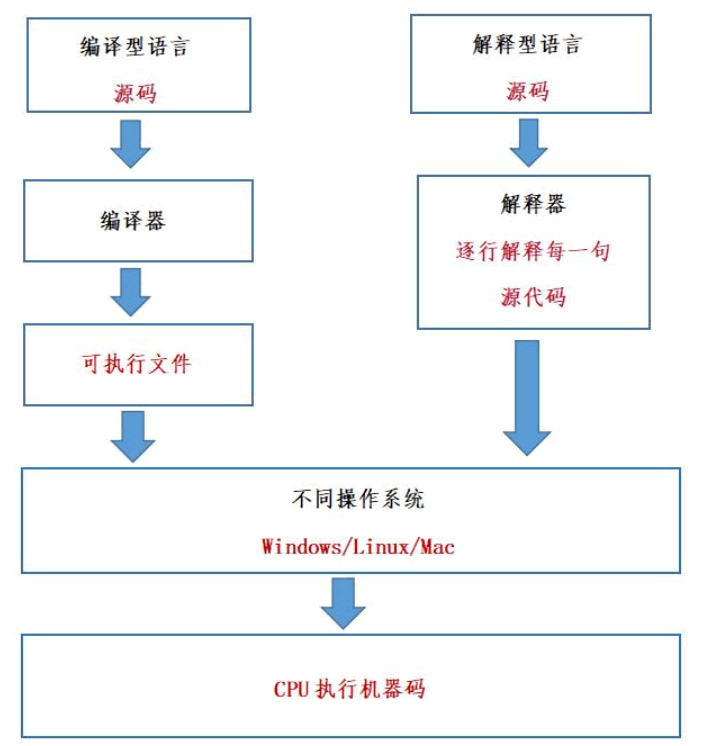 编译型语言
源码
解释型语言
源码
编译器
解释器
逐行解释每一句
源代码
可执行文件
不同操作系统
Windows/Linux/Mac
CPU 执行机器码